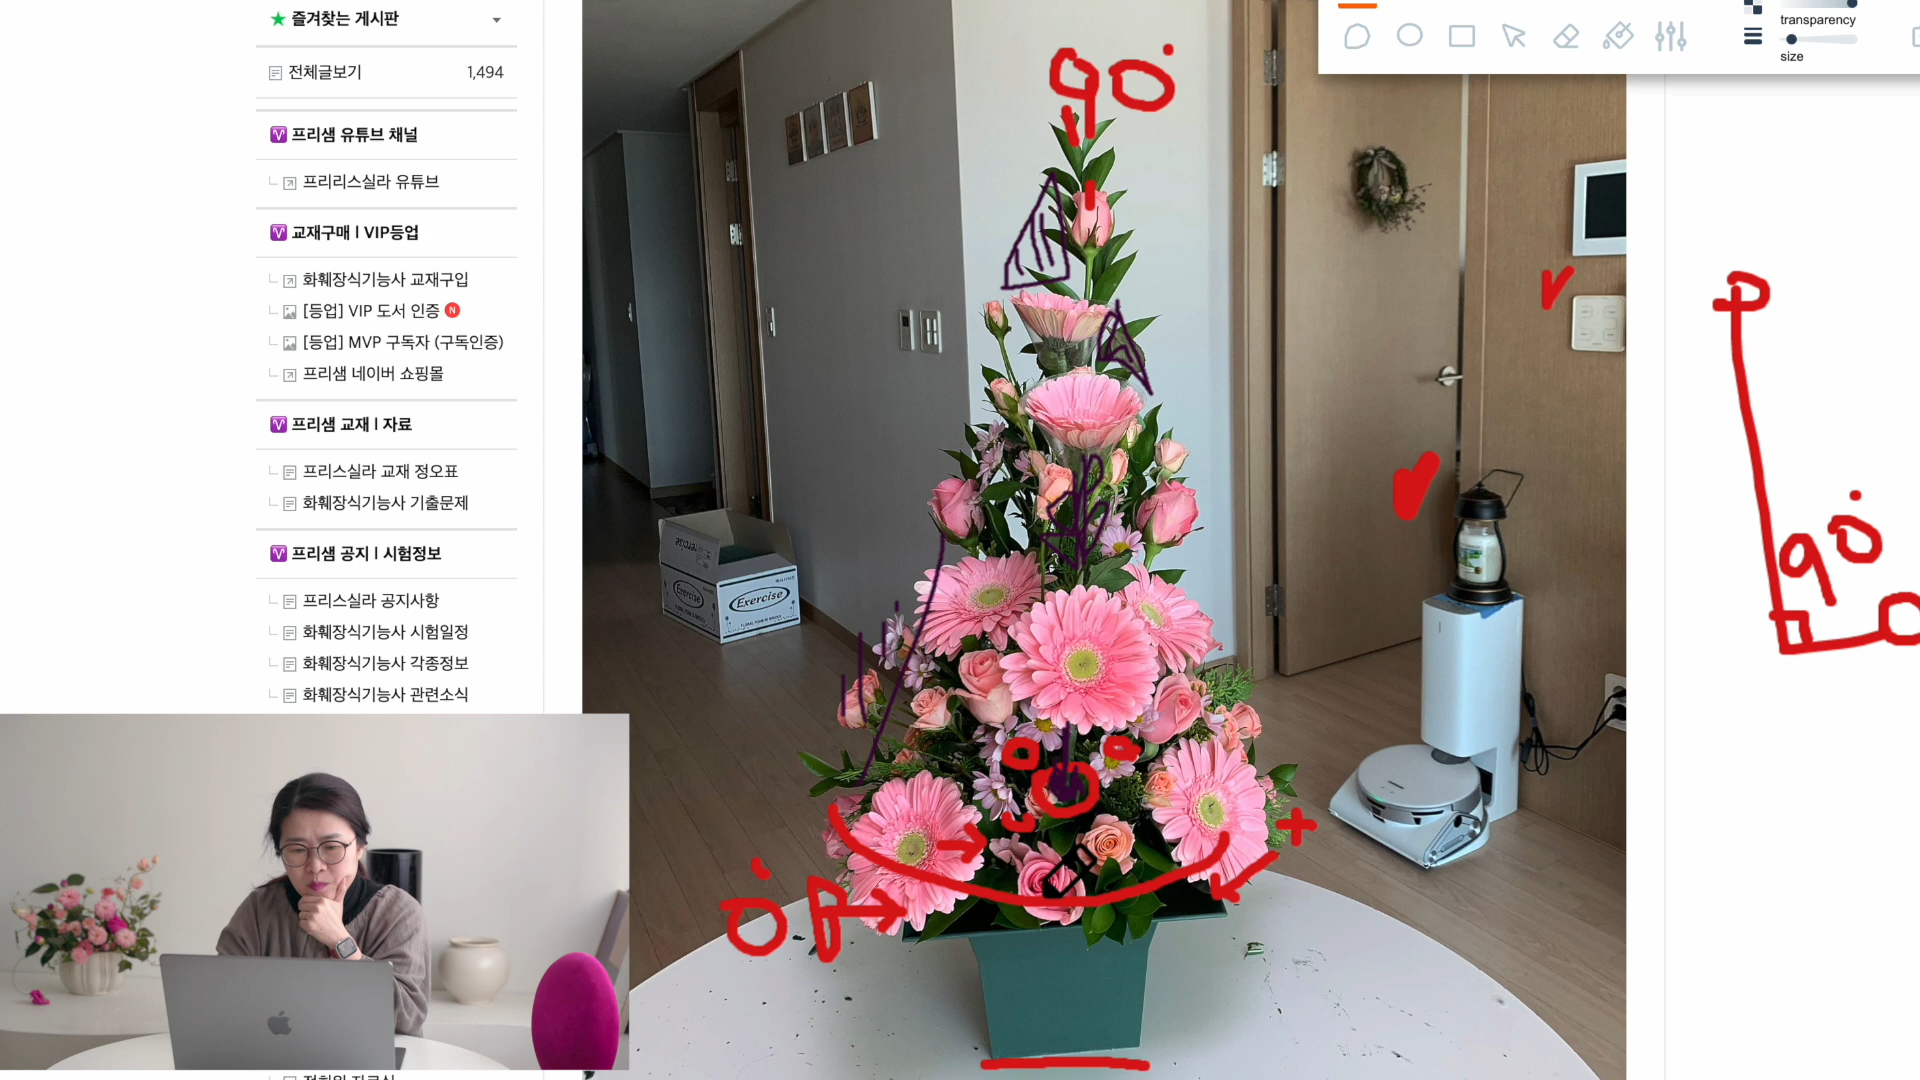 즐겨찾는 게시판
전체글보기 1,494
프리샘 유튜브 채널
프리리스실라 유튜브
교재구매 l VIP등업
화훼장식기능사 교재구입
[등업] VIP 도서 인증 N
[등업] MVP 구독자 (구독인증)
프리샘 네이버 쇼핑몰
프리샘 교재 l 자료
프리스실라 교재 정오표
화훼장식기능사 기출문제
프리샘 공지 l 시험정보
프리스실라 공지사항
화훼장식기능사 시험일정
화훼장식기능사 각종정보
화훼장식기능사 관련소식
transparency
size
90°
Exercise
Exercise
90°